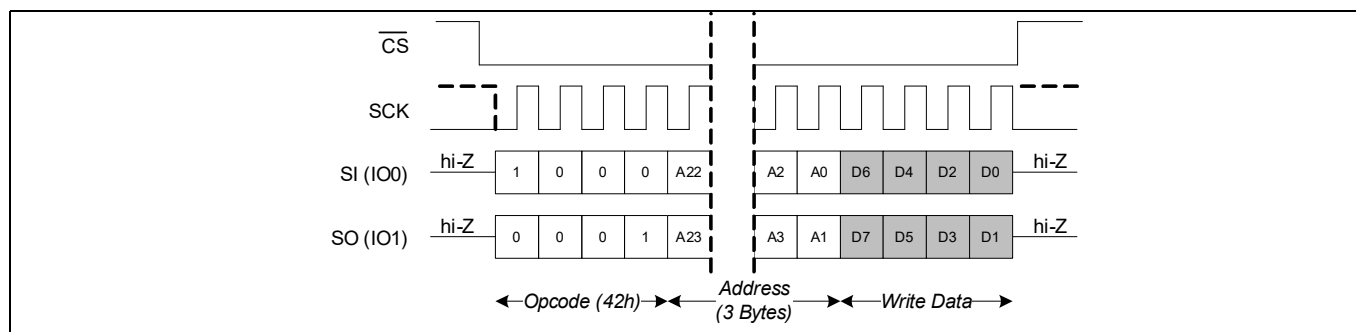 CS
SCK
hi-Z
SI (IO0)
1 0 0 0 A22 A2 A0 D6 D4 D2 D0
hi-Z
hi-Z
SO (IO1)
0 0 0 1 A23 A3 A1 D7 D5 D3 D1
hi-Z
Opcode (42h)
Address
(3 Bytes)
Write Data